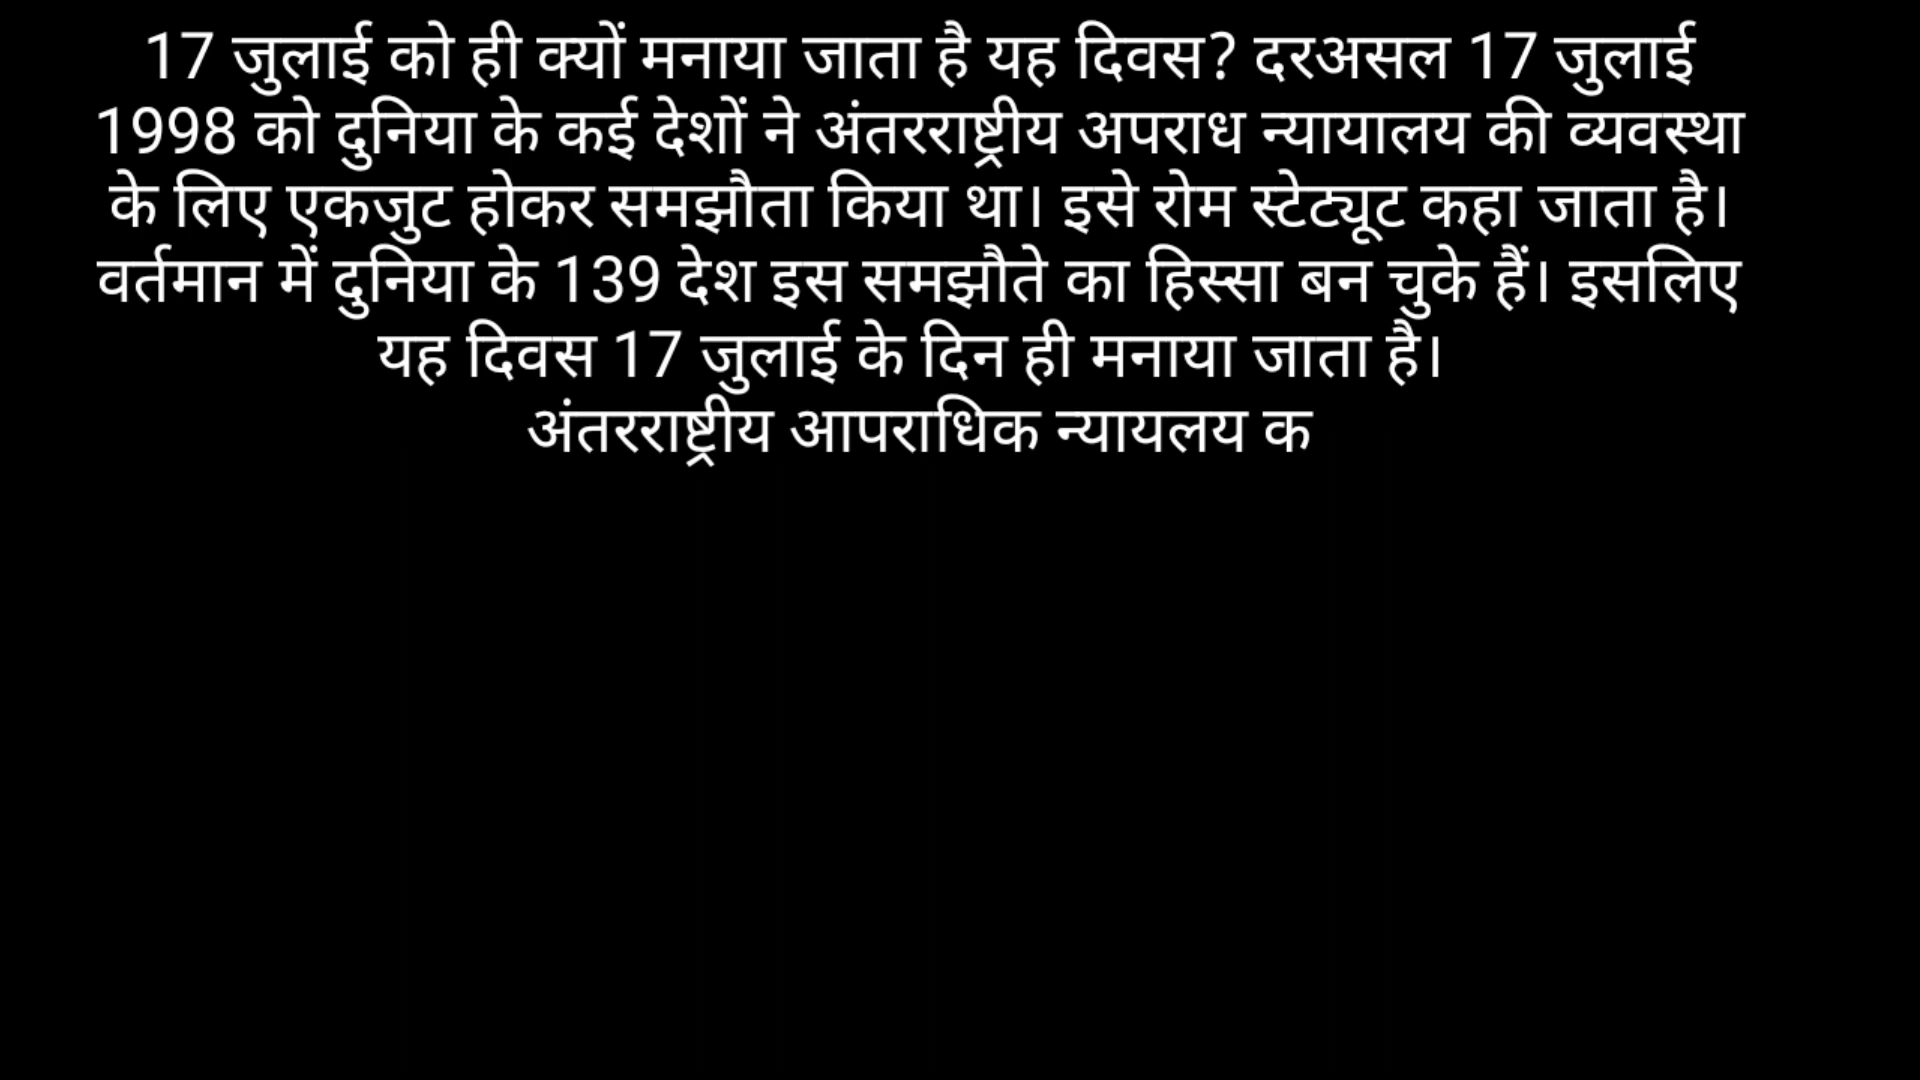 17 जुलाई को ही क्यों मनाया जाता है यह दिवस? दरअसल 17 जुलाई
1998 को दुनिया के कई देशों ने अंतरराष्ट्रीय अपराध न्यायालय की व्यवस्था
के लिए एकजुट होकर समझौता किया था। इसे रोम स्टेट्यूट कहा जाता है।
वर्तमान में दुनिया के 139 देश इस समझौते का हिस्सा बन चुके हैं। इसलिए
यह दिवस 17 जुलाई के दिन ही मनाया जाता है।
अंतरराष्ट्रीय आपराधिक न्यायलय क